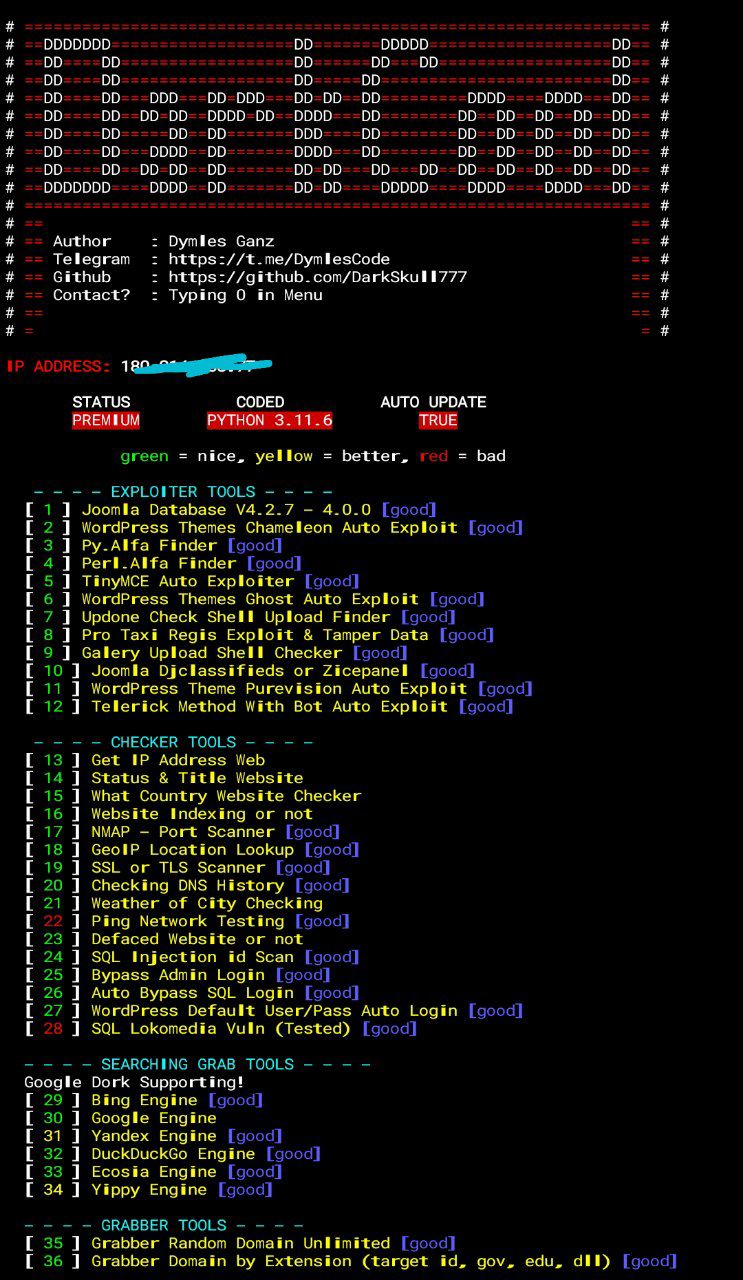 # ================================================================= #
# ==DDDDDDD===================DD=======DDDDD===================DD== #
# ==DD====DD==================DD======DD===DD==================DD== #
# ==DD====DD==================DD=====DD========================DD== #
# ==DD====DD===DDD===DD=DDD===DD=DD==DD=========DDDD====DDDD===DD== #
# ==DD====DD==DD=DD==DDDD=DD==DD=DD==DD========DD==DD==DD==DD==DD== #
# ==DD====DD=====DD==DD=======DDD====DD========DD==DD==DD==DD==DD== #
# ==DD====DD===DDDD==DD=======DDD====DD========DD==DD==DD==DD==DD== #
# ==DD====DD==DD=DD==DD=======DD=DD===DD===DD==DD==DD==DD==DD==DD== #
# ==DDDDDDD====DDDD==DD=======DD=DD====DDDDD====DDDD====DDDD===DD== #
# ================================================================= #
# == == #
# == Author : Dymles Ganz == #
# == Telegram : https://t.me/DymlesCode == #
# == Github : https://github.com/DarkSkull777 == #
# == Contact? : Typing 0 in Menu == #
# == == #
# = = #
IP ADDRESS:
STATUS CODED AUTO UPDATE
PREMIUM PYTHON 3.11.6 TRUE
green = nice, yellow = better, red = bad
- - - - EXPLOITER TOOLS - - - -
[ 1 ] Joomla Database V4.2.7 - 4.0.0 [good]
[ 2 ] WordPress Themes Chameleon Auto Exploit [good]
[ 3 ] Py.Alfa Finder [good]
[ 4 ] Perl.Alfa Finder [good]
[ 5 ] TinyMCE Auto Exploiter [good]
[ 6 ] WordPress Themes Ghost Auto Exploit [good]
[ 7 ] Updone Check Shell Upload Finder [good]
[ 8 ] Pro Taxi Regis Exploit & Tamper Data [good]
[ 9 ] Galery Upload Shell Checker [good]
[ 10 ] Joomla Djclassifieds or Zicepanel [good]
[ 11 ] WordPress Theme Purevision Auto Exploit [good]
[ 12 ] Telerick Method With Bot Auto Exploit [good]
- - - - CHECKER TOOLS - - - -
[ 13 ] Get IP Address Web
[ 14 ] Status & Title Website
[ 15 ] What Country Website Checker
[ 16 ] Website Indexing or not
[ 17 ] NMAP - Port Scanner [good]
[ 18 ] GeoIP Location Lookup [good]
[ 19 ] SSL or TLS Scanner [good]
[ 20 ] Checking DNS History [good]
[ 21 ] Weather of City Checking
[ 22 ] Ping Network Testing [good]
[ 23 ] Defaced Website or not
[ 24 ] SQL Injection id Scan [good]
[ 25 ] Bypass Admin Login [good]
[ 26 ] Auto Bypass SQL Login [good]
[ 27 ] WordPress Default User/Pass Auto Login [good]
[ 28 ] SQL Lokomedia Vuln (Tested) [good]
- - - - SEARCHING GRAB TOOLS - - - -
Google Dork Supporting!
[ 29 ] Bing Engine [good]
[ 30 ] Google Engine
[ 31 ] Yandex Engine [good]
[ 32 ] DuckDuckGo Engine [good]
[ 33 ] Ecosia Engine [good]
[ 34 ] Yippy Engine [good]
- - - - GRABBER TOOLS - - - -
[ 35 ] Grabber Random Domain Unlimited [good]
[ 36 ] Grabber Domain by Extension (target id, gov, edu, dll) [good]